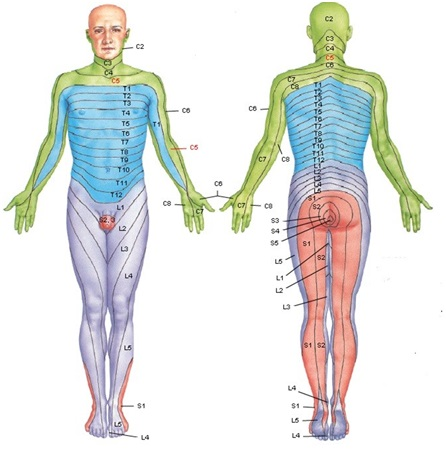 C2
C3
C4
C5
T1
T2
T3
T4
T5
T6
T7
T8
T9
T10
T11
T12
L1
S2, 3
L2
L3
L4
L5
S1
L5
L4
C6
T1
C5
C6
C8
C7
C2
C3
C4
C5
C6
C7
C8
T1
T2
T3
T4
T5
T6
T7
T8
T9
T10
T11
T12
L1
L2
L3
L4
L5
S1
S2
C6
C7
C8
C7
C8
S3
S4
S5
S1
S2
L5
L1
L2
L3
S1
S2
L4
S1
L5
L4